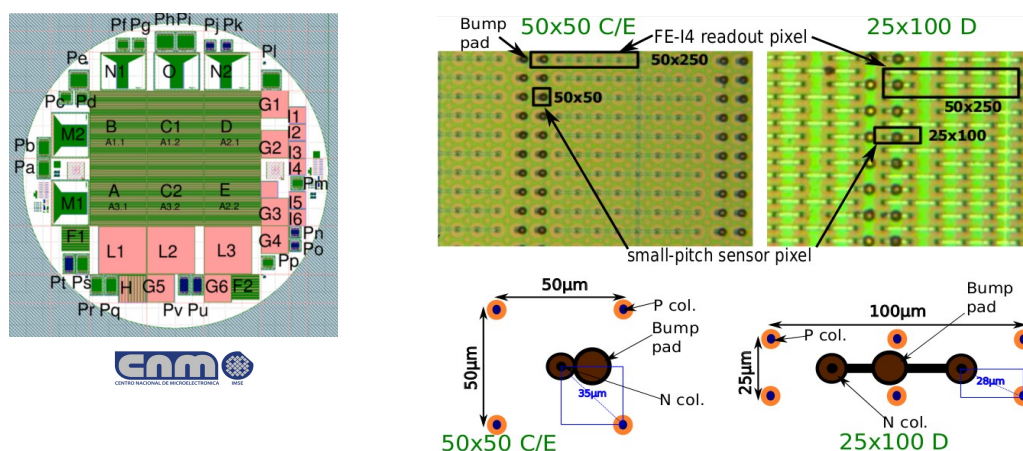 Pf Pg Ph Pi Pj Pk
Pe N1 O N2 Pl
Pc Pd G1
M2 B C1 D I1
A1.1 A1.2 A2.1 I2
Pb G2 I3
Pa I4
A C2 E Pm
M1 A3.1 A3.2 A2.2 I5
G3 I6
F1 L1 L2 L3 G4 Pn
Po
Pt Ps Pp
H G5 G6 F2
Pr Pq Pv Pu
cnm
CENTRO NACIONAL DE MICROELECTRONICA IMSE
Bump pad
50x50 C/E
FE-I4 readout pixel
25x100 D
50x250
50x50
50x250
25x100
small-pitch sensor pixel
50µm
P col.
Bump pad
50µm
35µm
N col.
50x50 C/E
100µm
P col.
Bump pad
25µm
28µm
N col.
25x100 D